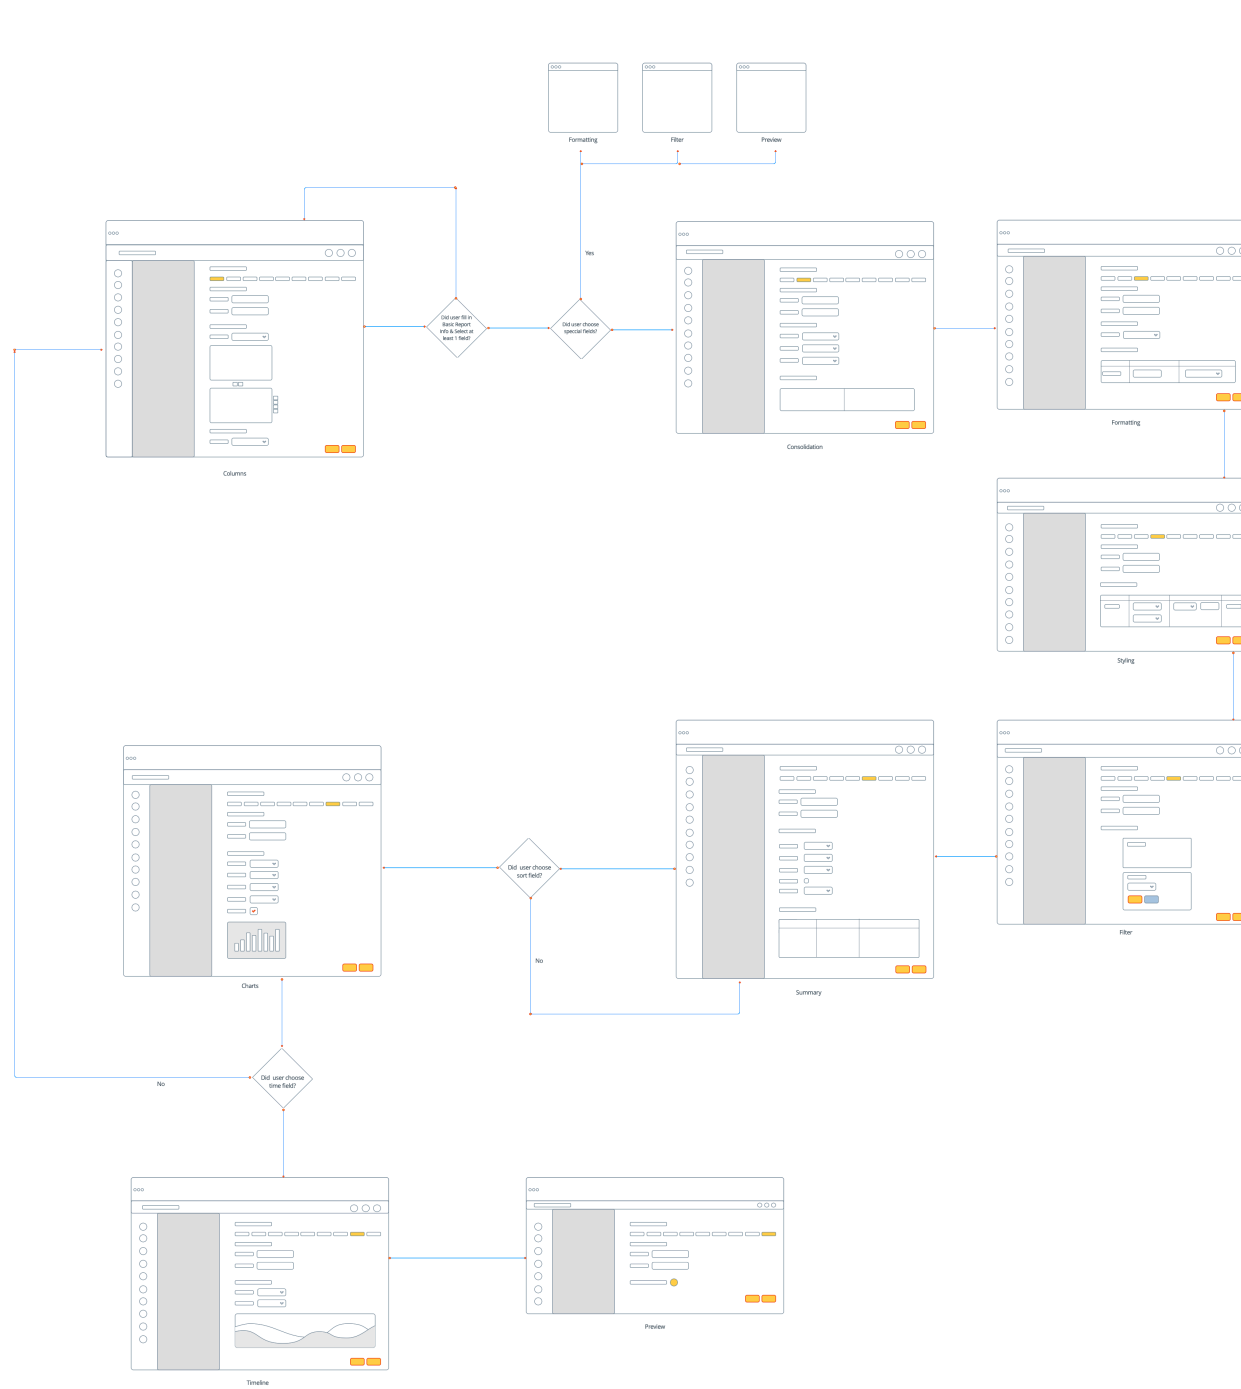 Formatting
Filter
Preview
Yes
Did user fill in
Basic Report
Info & Select at
least 1 field?
Did user choose
speccial fields?
Columns
Consolidation
Formatting
Styling
Did  user choose
sort field?
No
Charts
Summary
Filter
Did  user choose
time field?
No
Timeline
Preview